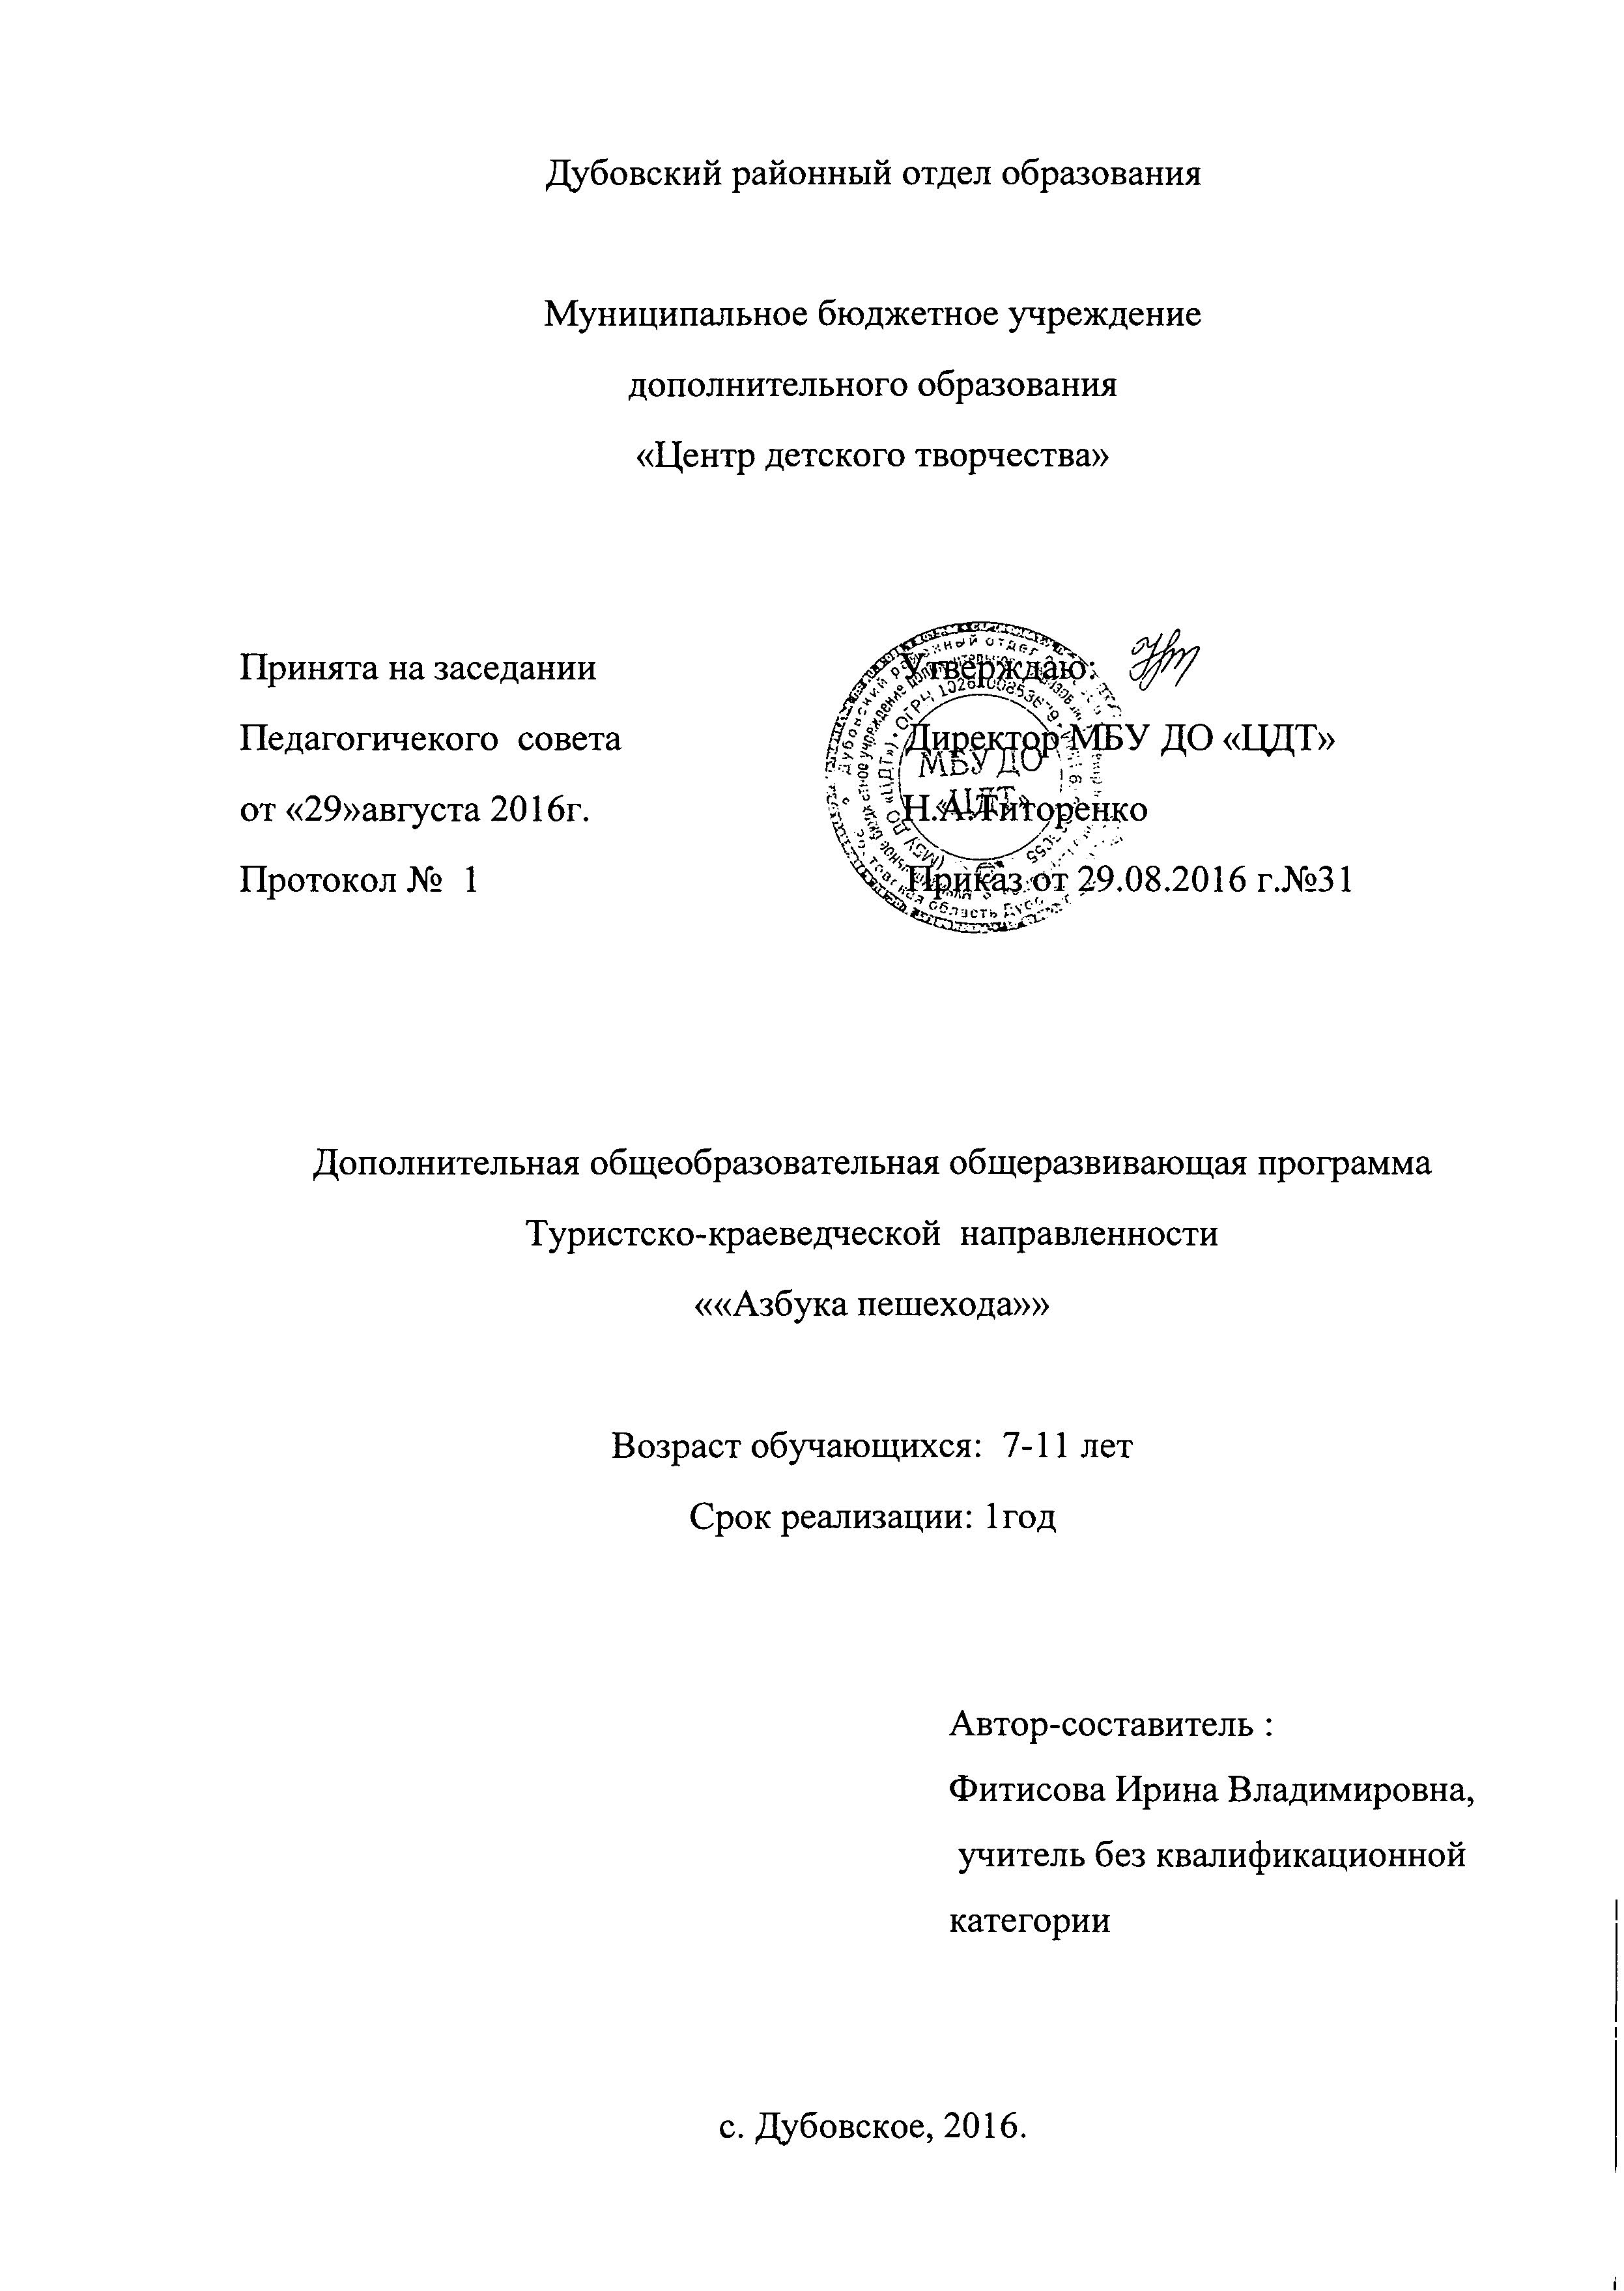 Дубовский районный отдел образования
Муниципальное бюджетное учреждение
дополнительного образования
«Центр детского творчества»
Принята на заседании
Педагогичекого совета
от «29»августа 2016г.
Протокол № 1
Утверждаю:
Директор МБУ ДО «ЦДТ»
Н.А.Титоренко
Приказ от 29.08.2016 г.№31
МБУ ДО
«ЦДТ»
Дополнительная общеобразовательная общеразвивающая программа
Туристско-краеведческой направленности
««Азбука пешехода»»
Возраст обучающихся: 7-11 лет
Срок реализации: 1год
Автор-составитель :
Фитисова Ирина Владимировна,
учитель без квалификационной
категории
с. Дубовское, 2016.